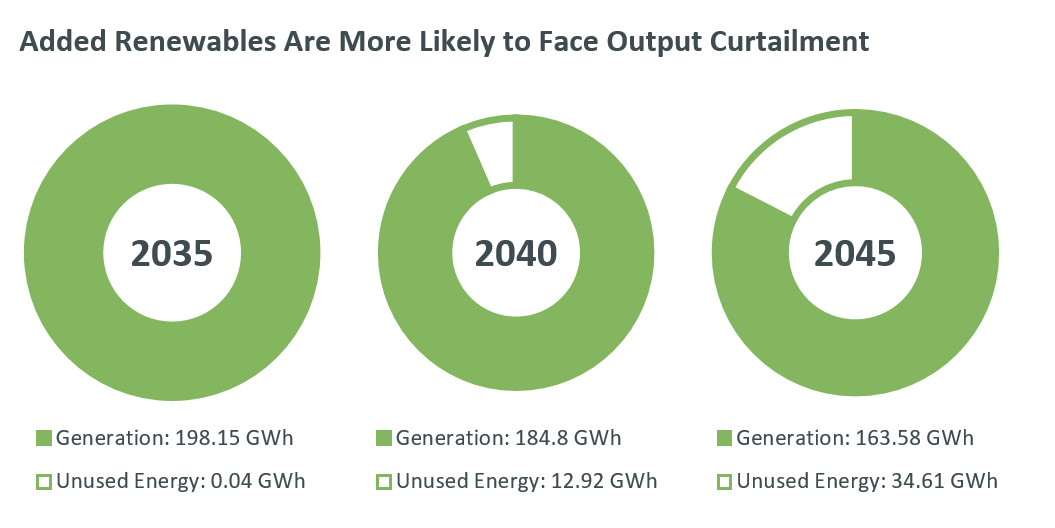 Added Renewables Are More Likely to Face Output Curtailment
2035
2040
2045
Generation: 198.15 GWh
Unused Energy: 0.04 GWh
Generation: 184.8 GWh
Unused Energy: 12.92 GWh
Generation: 163.58 GWh
Unused Energy: 34.61 GWh